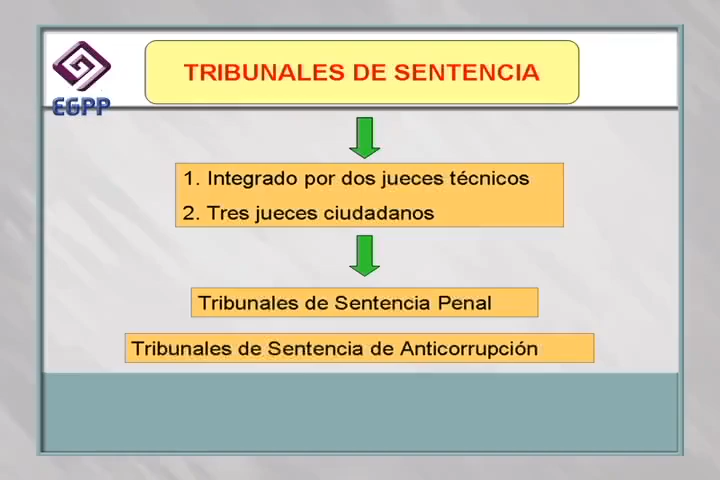 TRIBUNALES DE SENTENCIA
EGPP
1. Integrado por dos jueces técnicos
2. Tres jueces ciudadanos
Tribunales de Sentencia Penal
Tribunales de Sentencia de Anticorrupción